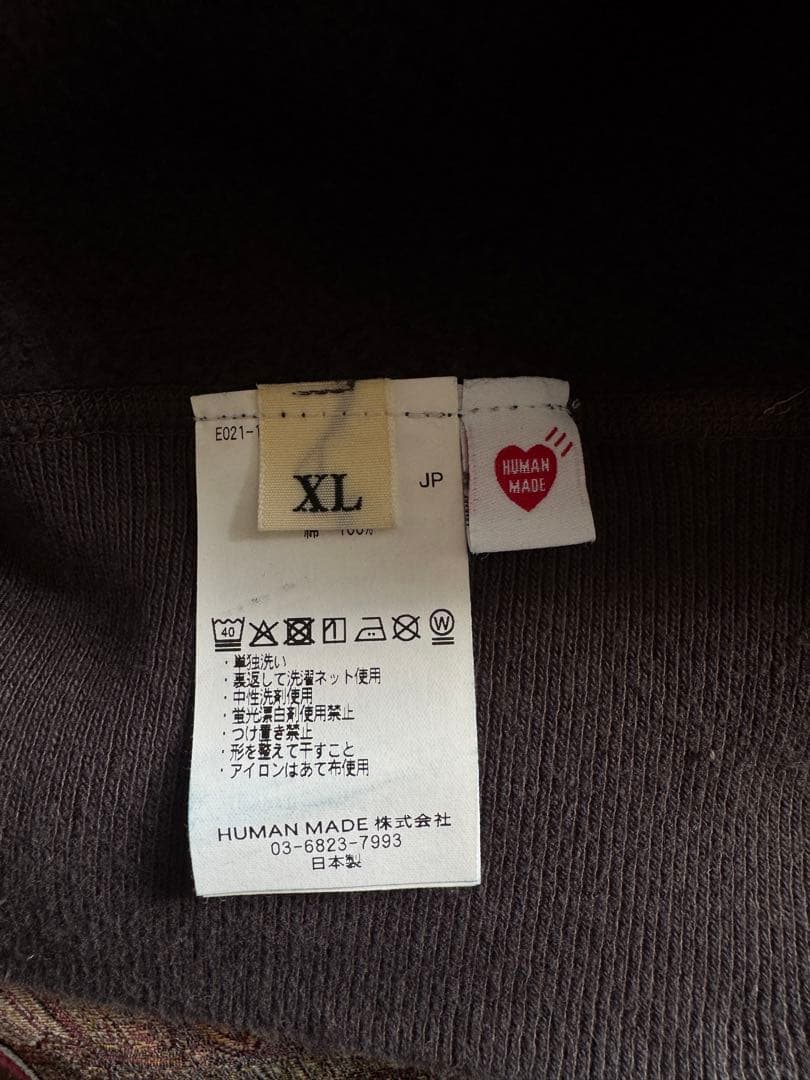 E021-
XL
JP
綿 100%
HUMAN
MADE
40
W
・単独洗い
・裏返して洗濯ネット使用
・中性洗剤使用
・蛍光漂白剤使用禁止
・つけ置き禁止
・形を整えて干すこと
・アイロンはあて布使用
HUMAN MADE 株式会社
03-6823-7993
日本製